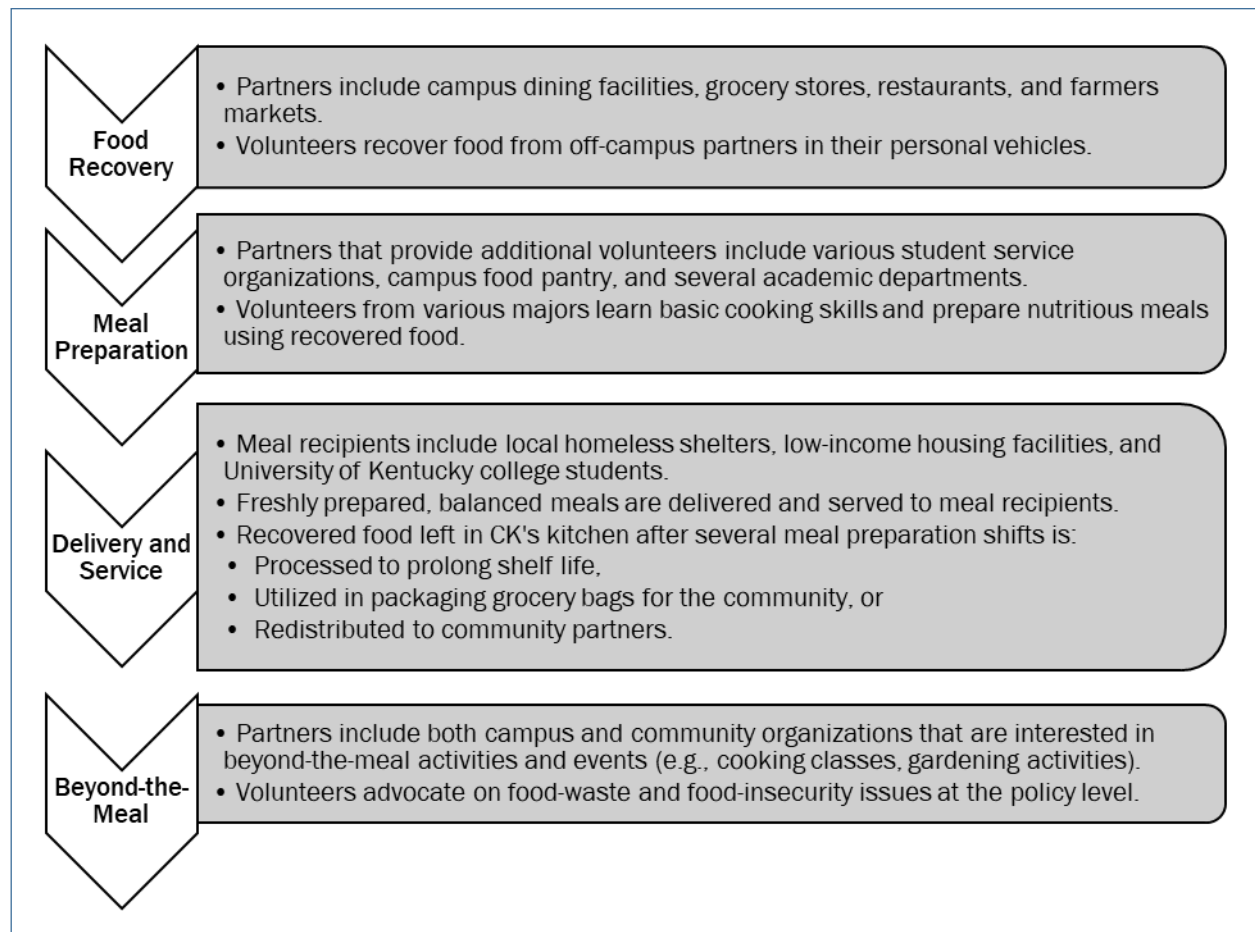 Food
Recovery
• Partners include campus dining facilities, grocery stores, restaurants, and farmers
markets.
• Volunteers recover food from off-campus partners in their personal vehicles.
Meal
Preparation
• Partners that provide additional volunteers include various student service
organizations, campus food pantry, and several academic departments.
• Volunteers from various majors learn basic cooking skills and prepare nutritious meals
using recovered food.
Delivery and
Service
• Meal recipients include local homeless shelters, low-income housing facilities, and
University of Kentucky college students.
• Freshly prepared, balanced meals are delivered and served to meal recipients.
• Recovered food left in CK's kitchen after several meal preparation shifts is:
• Processed to prolong shelf life,
• Utilized in packaging grocery bags for the community, or
• Redistributed to community partners.
Beyond-the-
Meal
• Partners include both campus and community organizations that are interested in
beyond-the-meal activities and events (e.g., cooking classes, gardening activities).
• Volunteers advocate on food-waste and food-insecurity issues at the policy level.